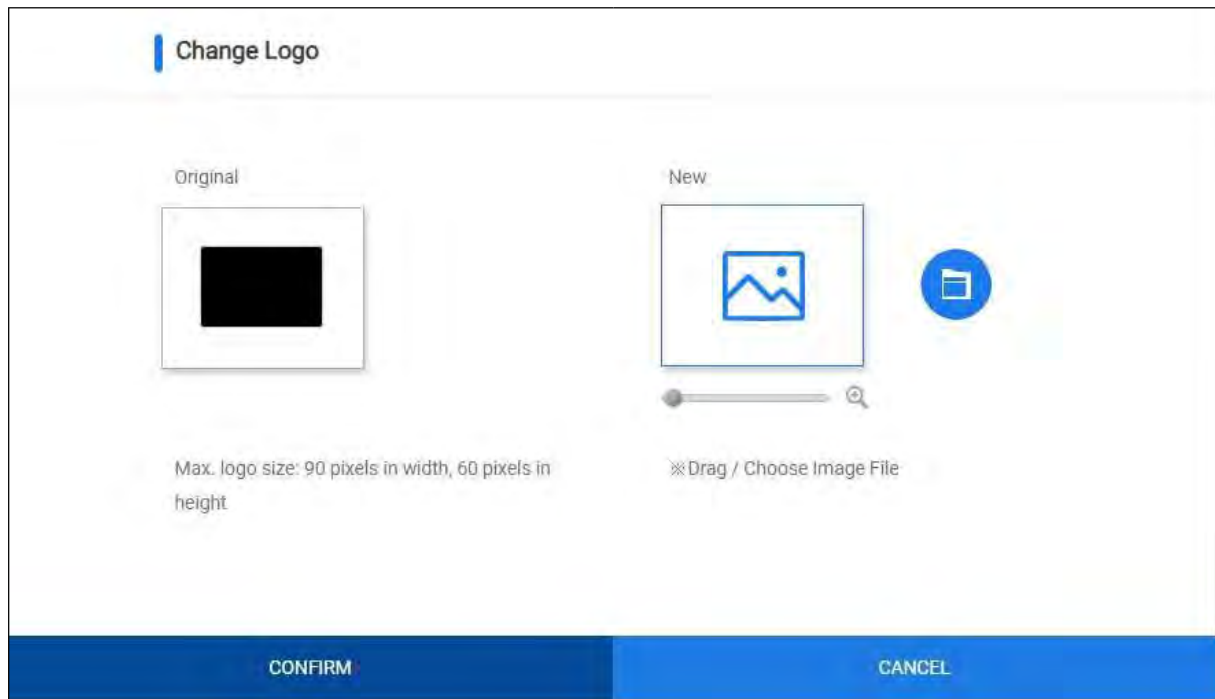 Change Logo
Original
New
Max. logo size: 90 pixels in width, 60 pixels in
height
※Drag / Choose Image File
CONFIRM
CANCEL